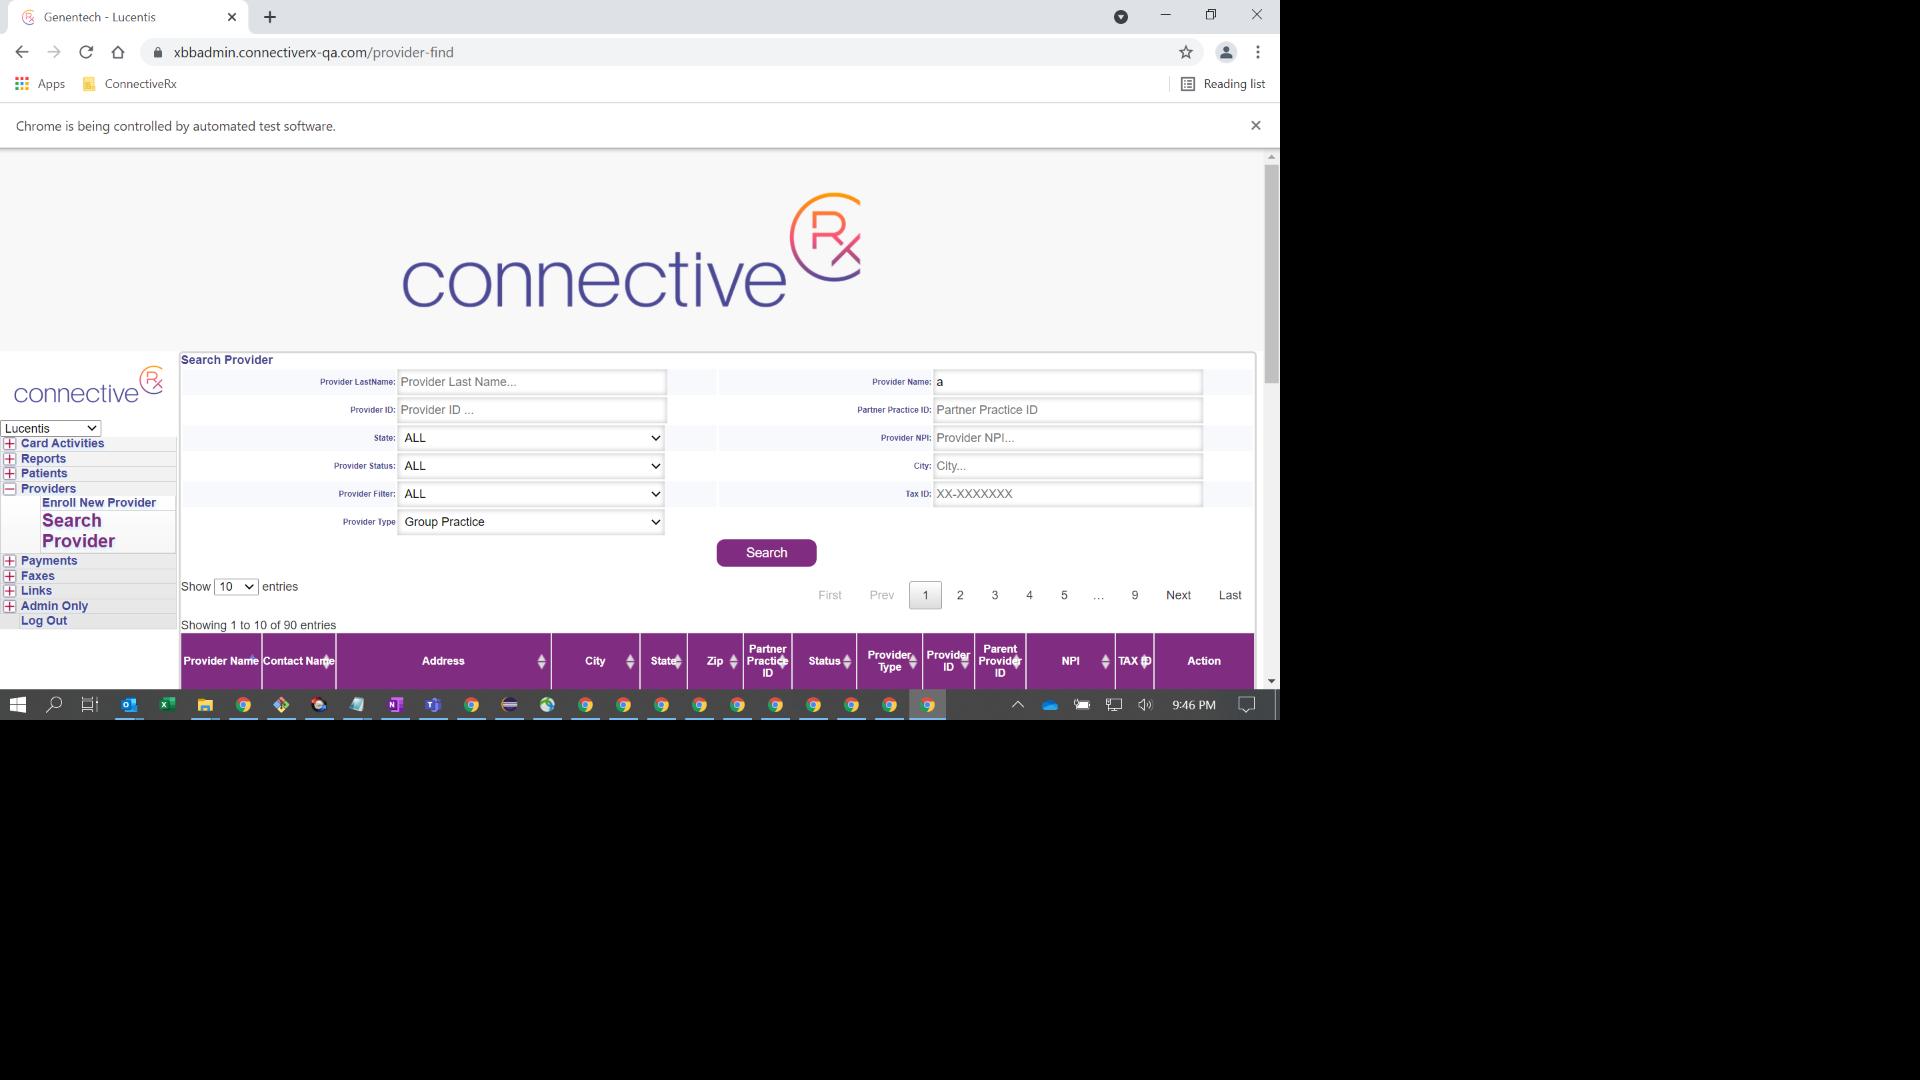 Genentech - Lucentis
xbbadmin.connectiverx-qa.com/provider-find
Apps
ConnectiveRx
Reading list
Chrome is being controlled by automated test software.
connective Rx
connective Rx
Lucentis
Card Activities
Reports
Patients
Providers
Enroll New Provider
Search
Provider
Payments
Faxes
Links
Admin Only
Log Out
Search Provider
Provider LastName: Provider Last Name... Provider Name: a
Provider ID: Provider ID ... Partner Practice ID: Partner Practice ID
State: ALL Provider NPI: Provider NPI...
Provider Status: ALL City: City...
Provider Filter: ALL Tax ID: XX-XXXXXXX
Provider Type Group Practice
Search
Show 10 entries
First Prev 1 2 3 4 5 ... 9 Next Last
Showing 1 to 10 of 90 entries
Provider Name Contact Name Address City State Zip Partner Practice ID Status Provider Type Provider ID Parent Provider ID NPI TAX ID Action
9:46 PM